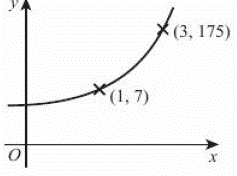 y
(3, 175)
(1, 7)
O
x